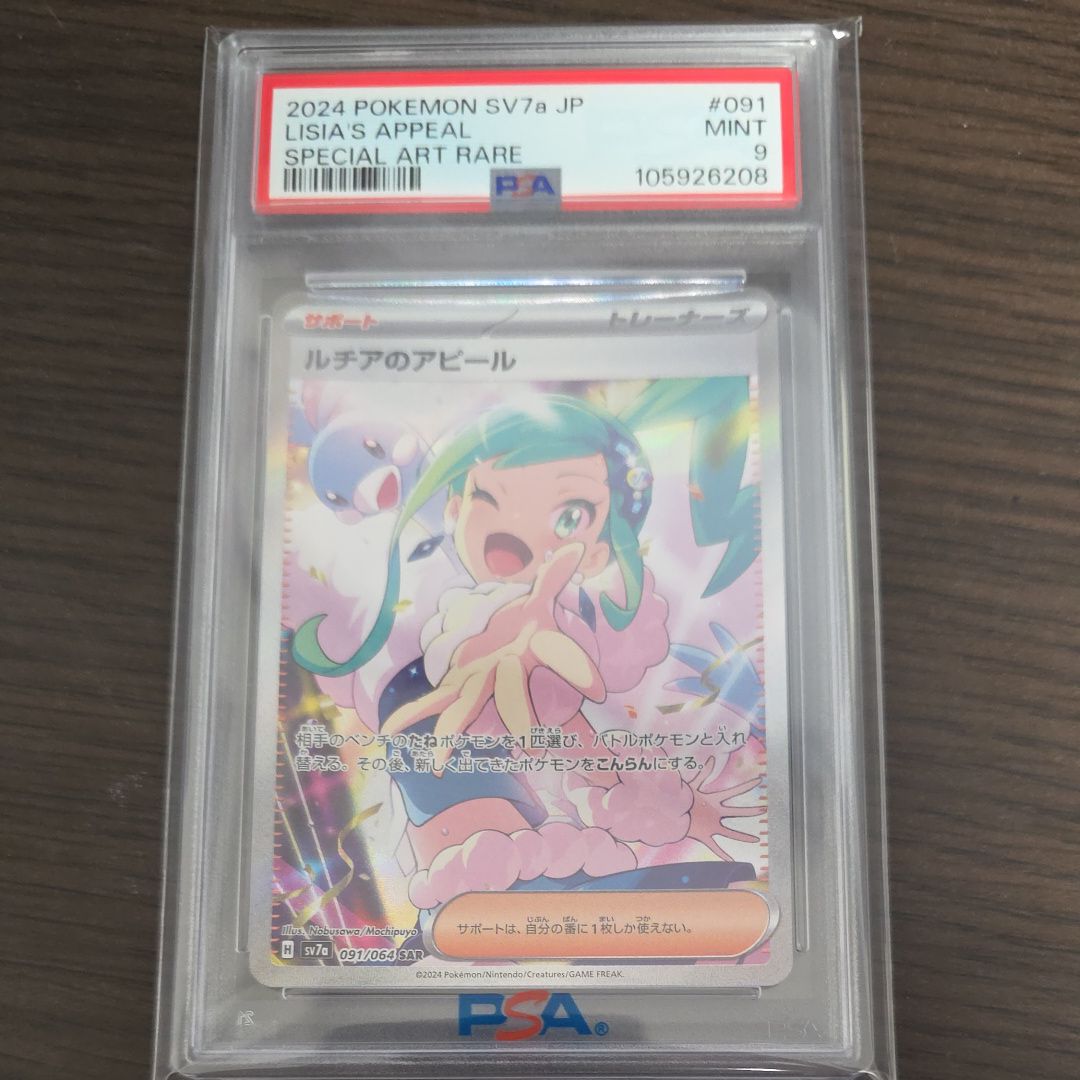 2024 POKEMON SV7a JP #091
LISIA'S APPEAL MINT
SPECIAL ART RARE 9
PSA 105926208
サポート トレーナーズ
ルチアのアピール
相手のベンチのたねポケモンを1匹選び、バトルポケモンと入れ
替える。その後、新しく出てきたポケモンをこんらんにする。
サポートは、自分の番に1枚しか使えない。
Illus. Nobusawa/Mochipuyo
H SV7a 091/064 SAR
©2024 Pokémon/Nintendo/Creatures/GAME FREAK.
PSA®
PSA